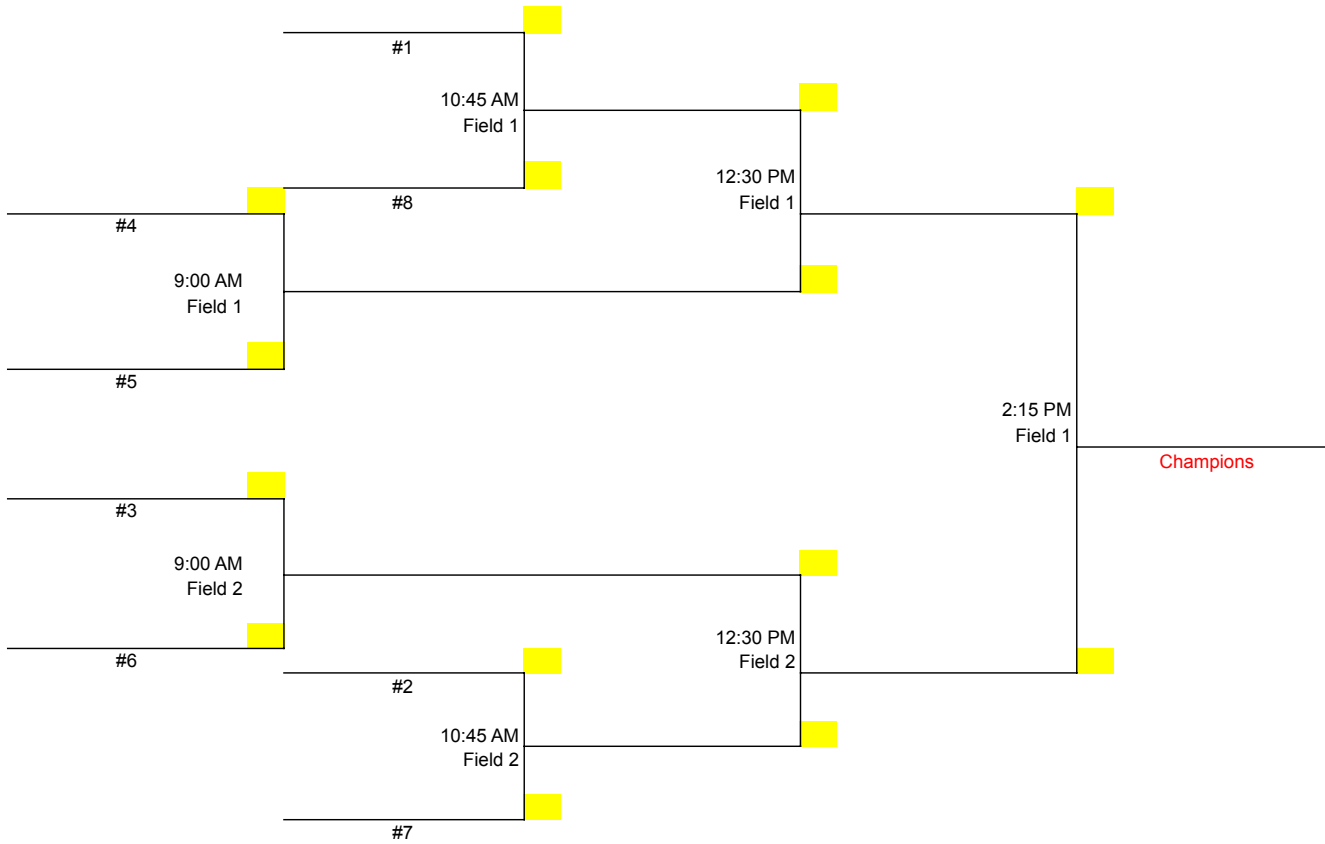 #1
10:45 AM
Field 1
12:30 PM
Field 1
#8
#4
9:00 AM
Field 1
#5
2:15 PM
Field 1
Champions
#3
9:00 AM
Field 2
12:30 PM
Field 2
#6
#2
10:45 AM
Field 2
#7